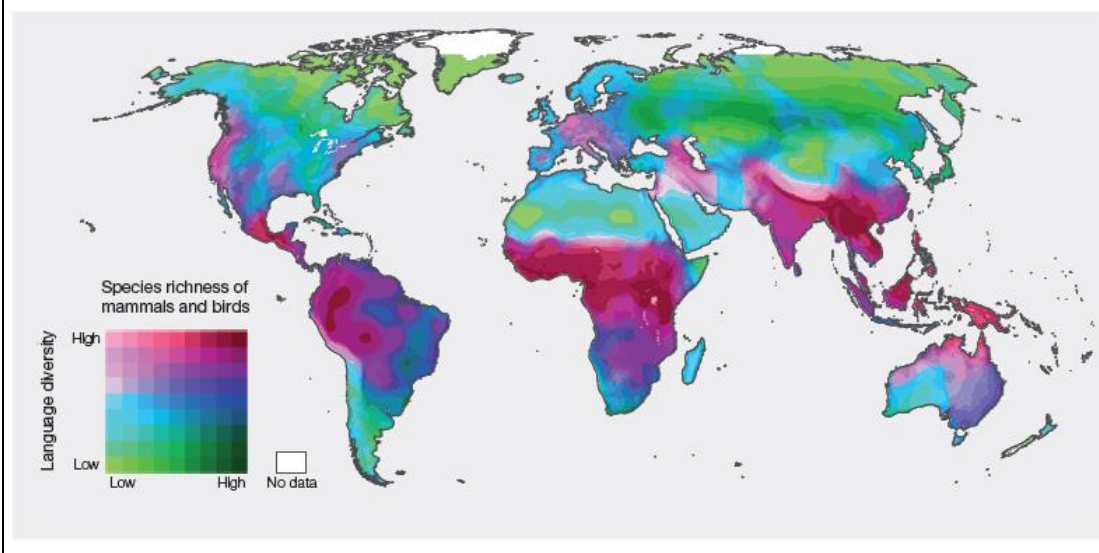 Species richness of
mammals and birds
High
Language diversity
Low
Low
High
No data